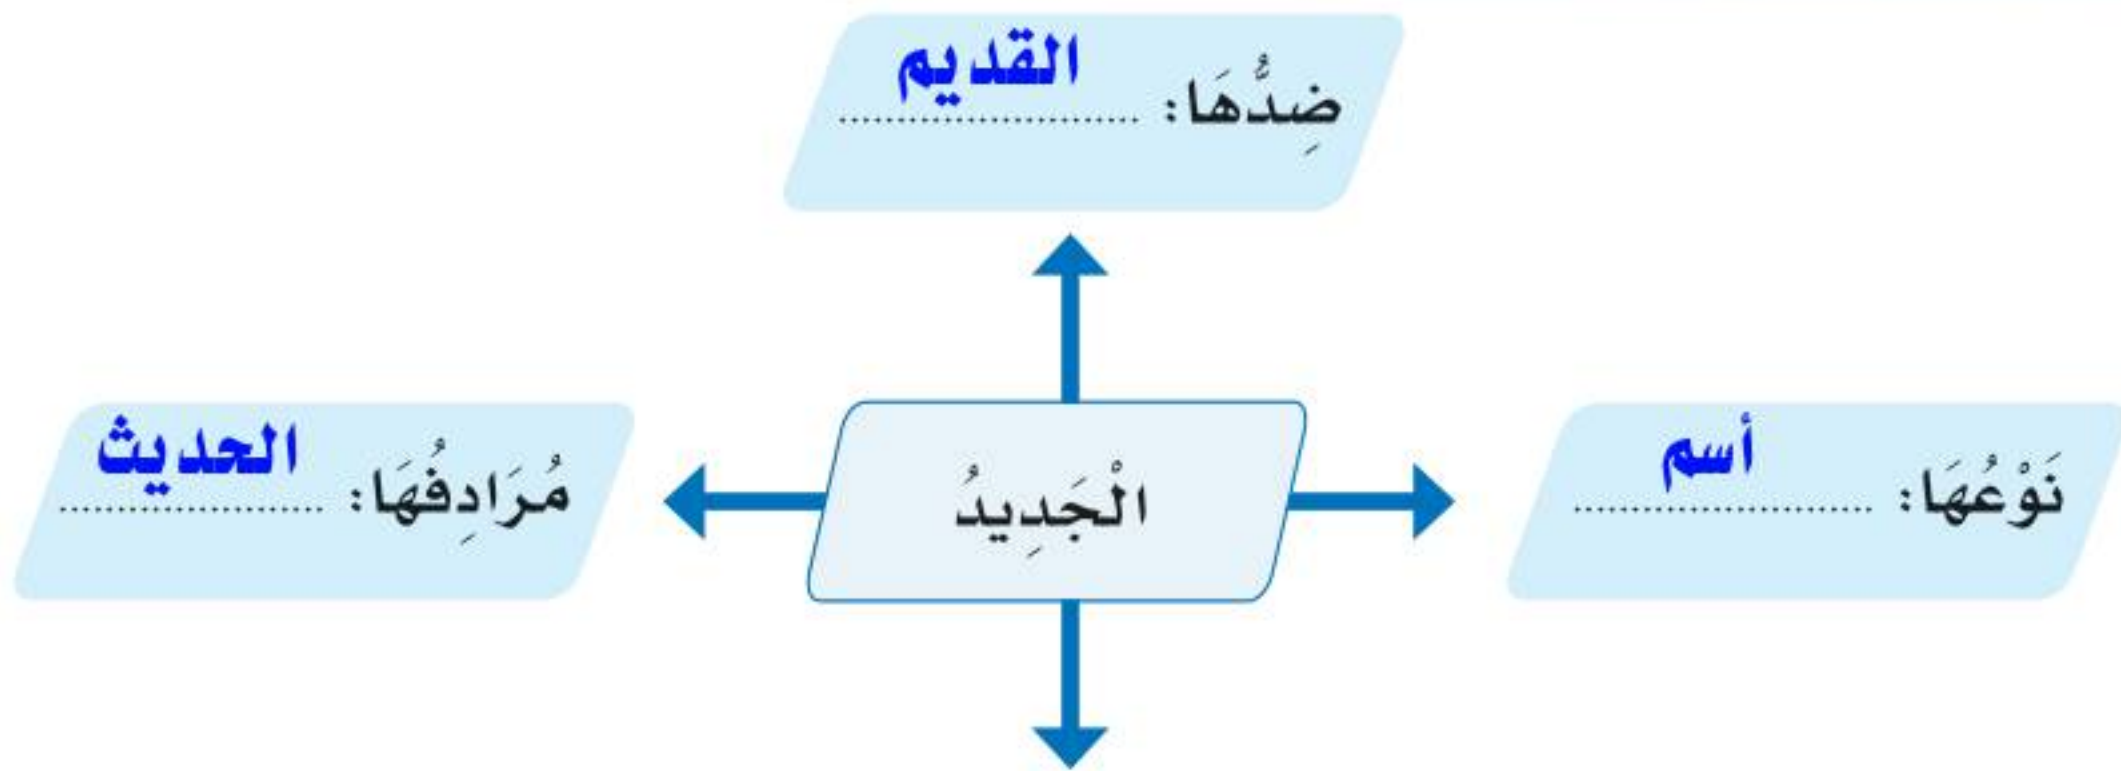 ضِدُّهَا: القديم
نَوْعُهَا: أسم
الْجَدِيدُ
مُرَادِفُهَا: الحديث